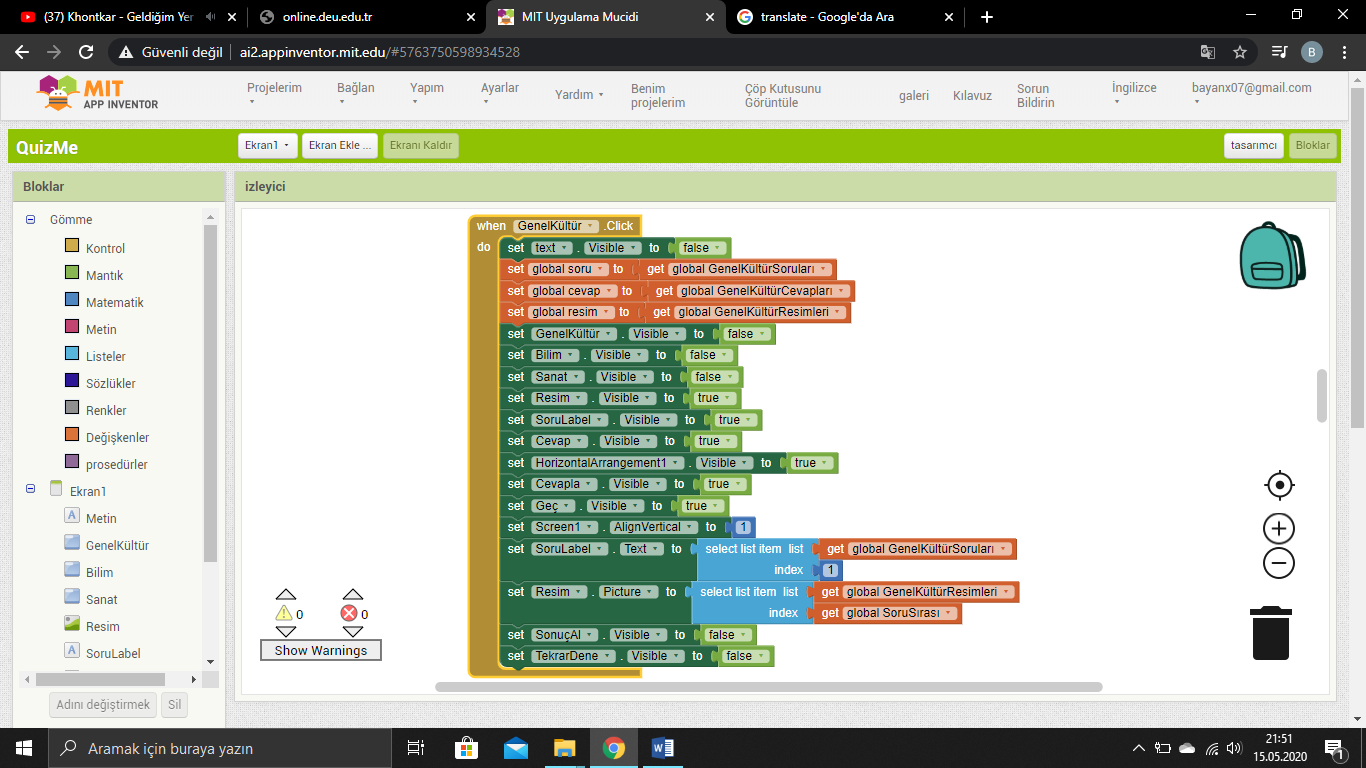 (37) Khontkar - Geldiğim Yer
online.deu.edu.tr
MIT Uygulama Mucidi
translate - Google'da Ara
Güvenli değil
ai2.appinventor.mit.edu/#5763750598934528
B
MIT
APP INVENTOR
Projelerim
Bağlan
Yapım
Ayarlar
Yardım
Benim projelerim
Çöp Kutusunu Görüntüle
galeri
Kılavuz
Sorun Bildirin
İngilizce
bayanx07@gmail.com
QuizMe
Ekran1
Ekran Ekle ...
Ekranı Kaldır
tasarımcı
Bloklar
Bloklar
izleyici
Gömme
Kontrol
Mantık
Matematik
Metin
Listeler
Sözlükler
Renkler
Değişkenler
prosedürler
Ekran1
A Metin
GenelKültür
Bilim
Sanat
Resim
A SoruLabel
Adını değiştirmek
Sil
when GenelKültür .Click
do set text . Visible to false
set global soru to get global GenelKültürSoruları
set global cevap to get global GenelKültürCevapları
set global resim to get global GenelKültürResimleri
set GenelKültür . Visible to false
set Bilim . Visible to false
set Sanat . Visible to false
set Resim . Visible to true
set SoruLabel . Visible to true
set Cevap . Visible to true
set HorizontalArrangement1 . Visible to true
set Cevapla . Visible to true
set Geç . Visible to true
set Screen1 . AlignVertical to 1
set SoruLabel . Text to select list item list get global GenelKültürSoruları
index 1
set Resim . Picture to select list item list get global GenelKültürResimleri
index get global SoruSırası
set SonuçAl . Visible to false
set TekrarDene . Visible to false
0 0
Show Warnings
Aramak için buraya yazın
21:51
15.05.2020
1